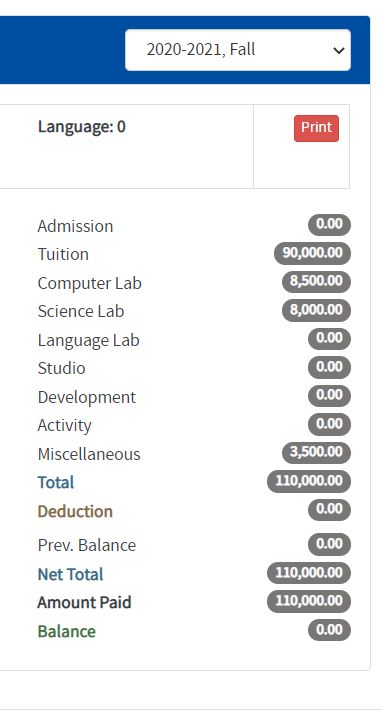 2020-2021, Fall
Language: 0
Print
Admission 0.00
Tuition 90,000.00
Computer Lab 8,500.00
Science Lab 8,000.00
Language Lab 0.00
Studio 0.00
Development 0.00
Activity 0.00
Miscellaneous 3,500.00
Total 110,000.00
Deduction 0.00
Prev. Balance 0.00
Net Total 110,000.00
Amount Paid 110,000.00
Balance 0.00